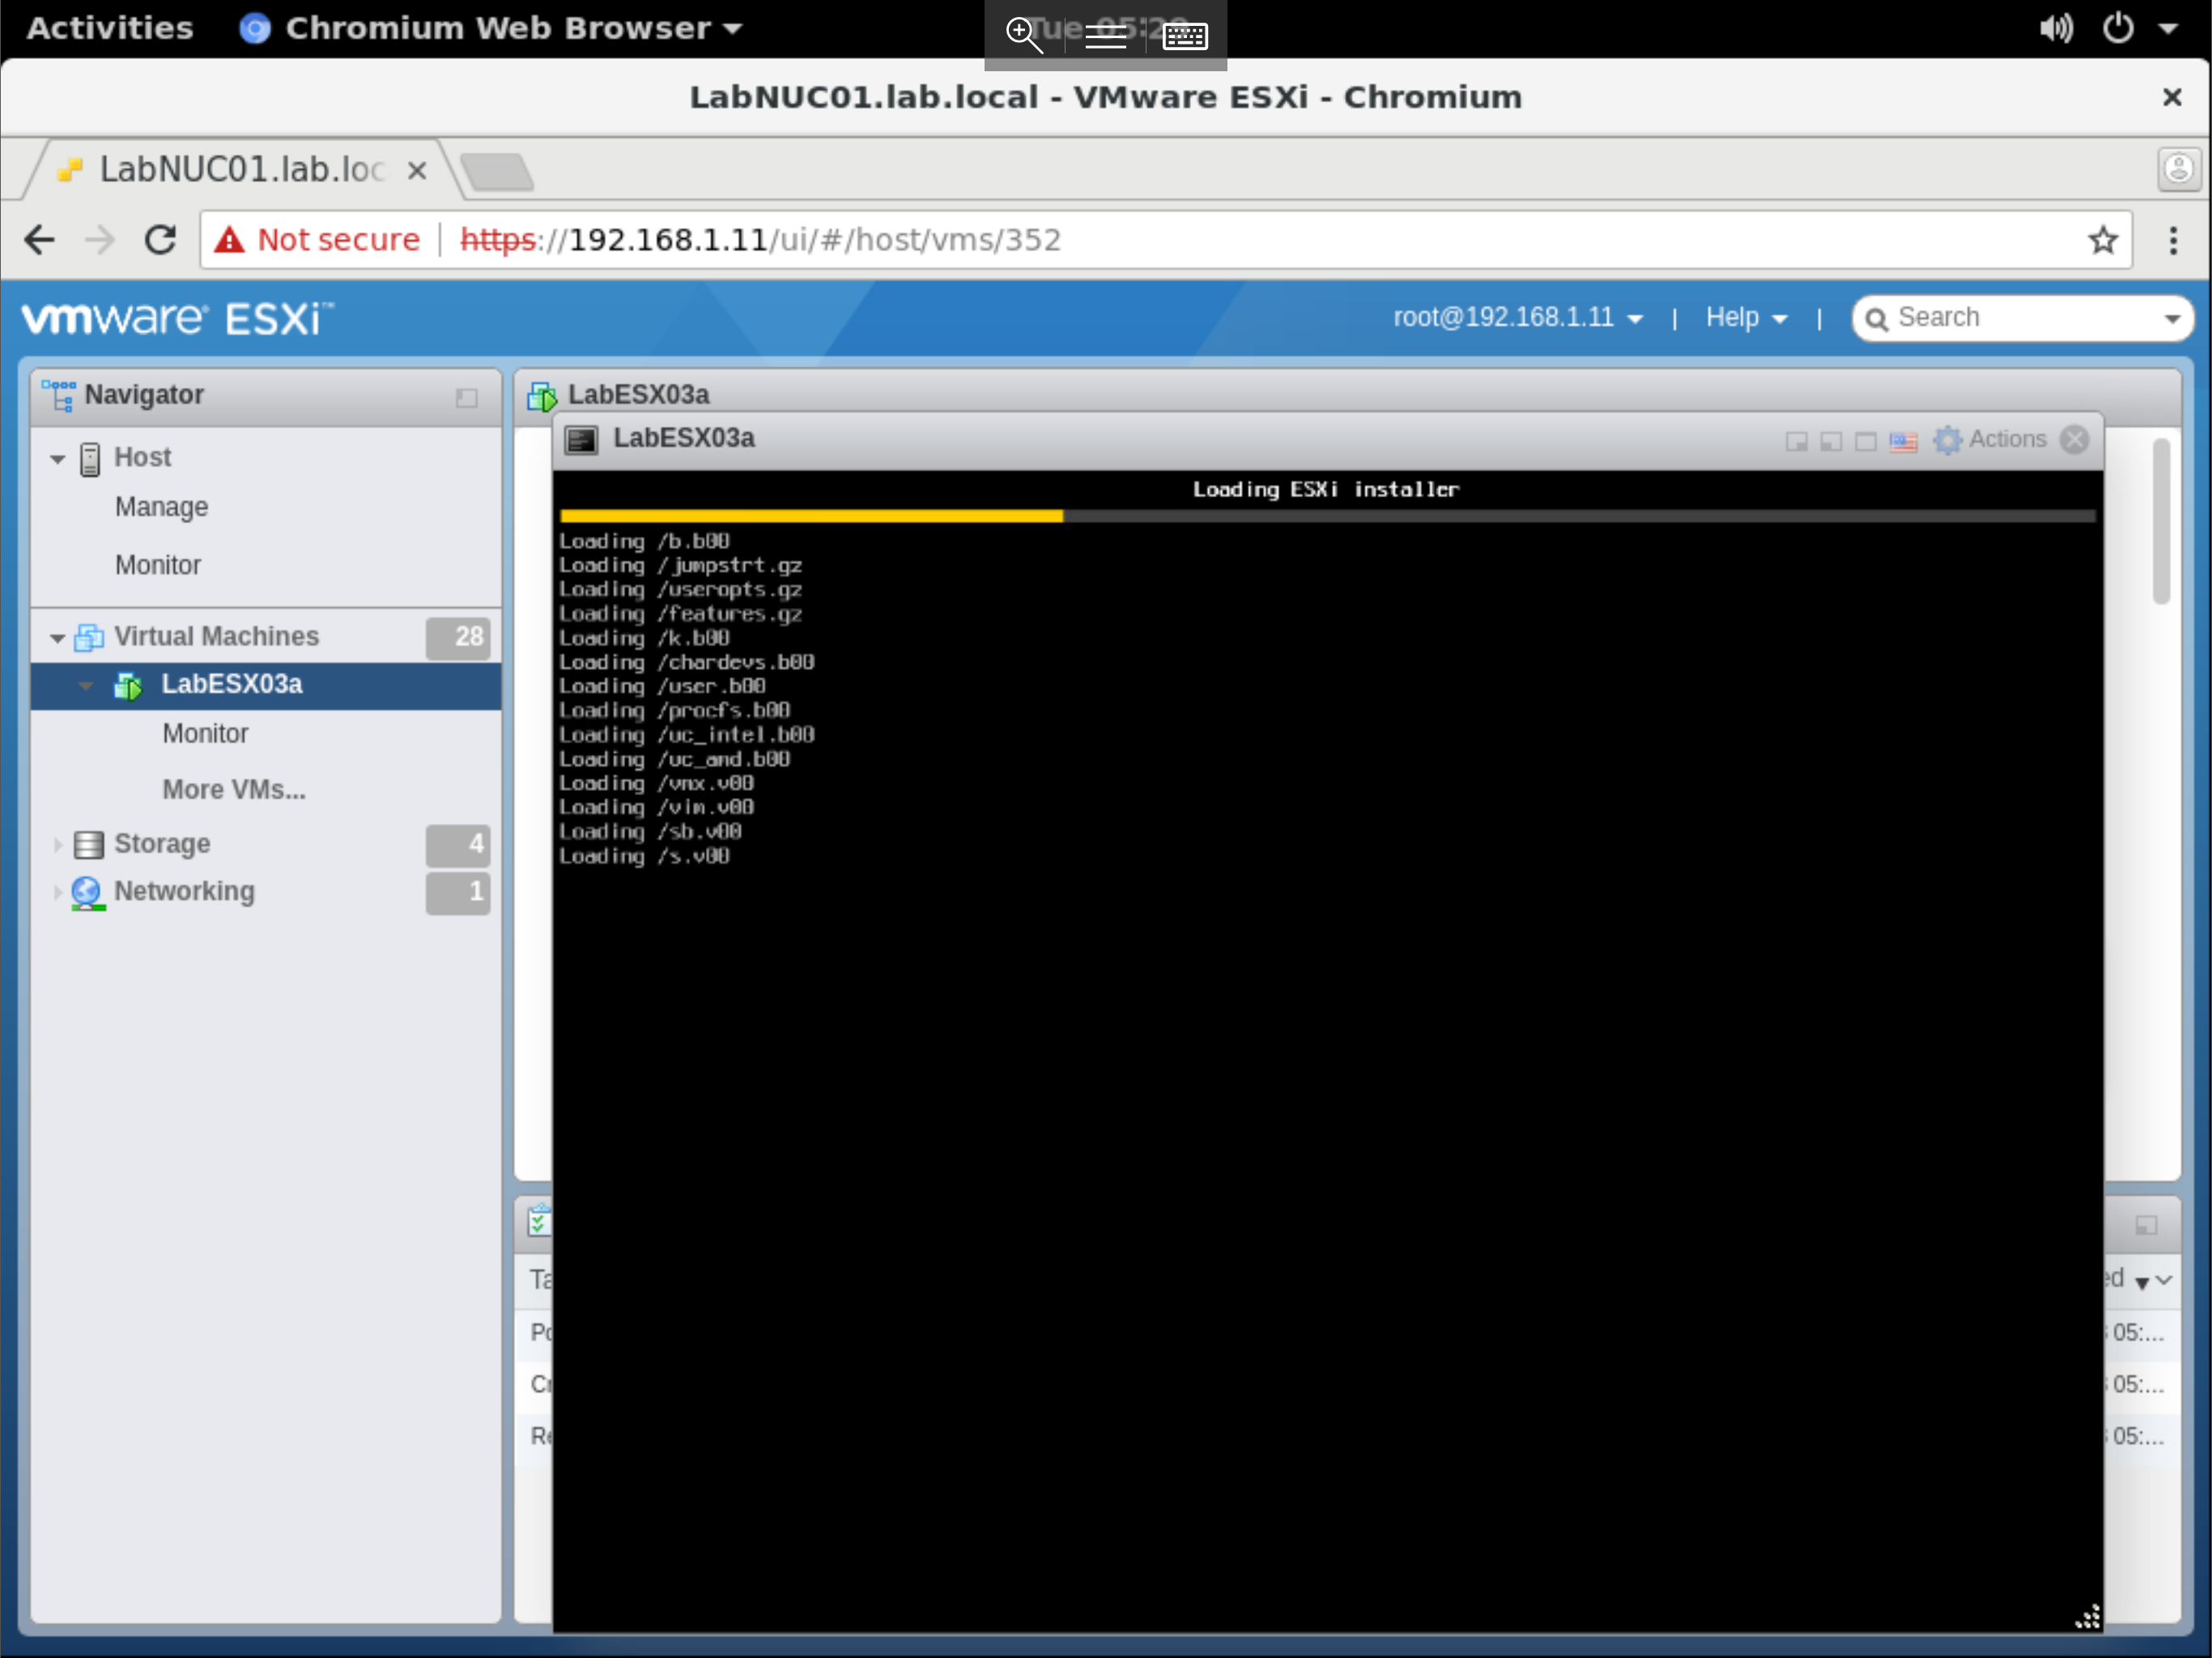 Activities Chromium Web Browser Tue 05:2
LabNUC01.lab.local - VMware ESXi - Chromium
LabNUC01.lab.loc
Not secure https://192.168.1.11/ui/#/host/vms/352
vmware ESXi™ root@192.168.1.11 | Help | Search
Navigator
Host
Manage
Monitor
Virtual Machines 28
LabESX03a
Monitor
More VMs...
Storage 4
Networking 1
LabESX03a
LabESX03a Actions
Loading ESXi installer
Loading /b.b00
Loading /jumpstrt.gz
Loading /useropts.gz
Loading /features.gz
Loading /k.b00
Loading /chardevs.b00
Loading /user.b00
Loading /procfs.b00
Loading /uc_intel.b00
Loading /uc_amd.b00
Loading /vmx.v00
Loading /vim.v00
Loading /sb.v00
Loading /s.v00
Ta ed
Po 05:...
Cr 05:...
Re 05:...